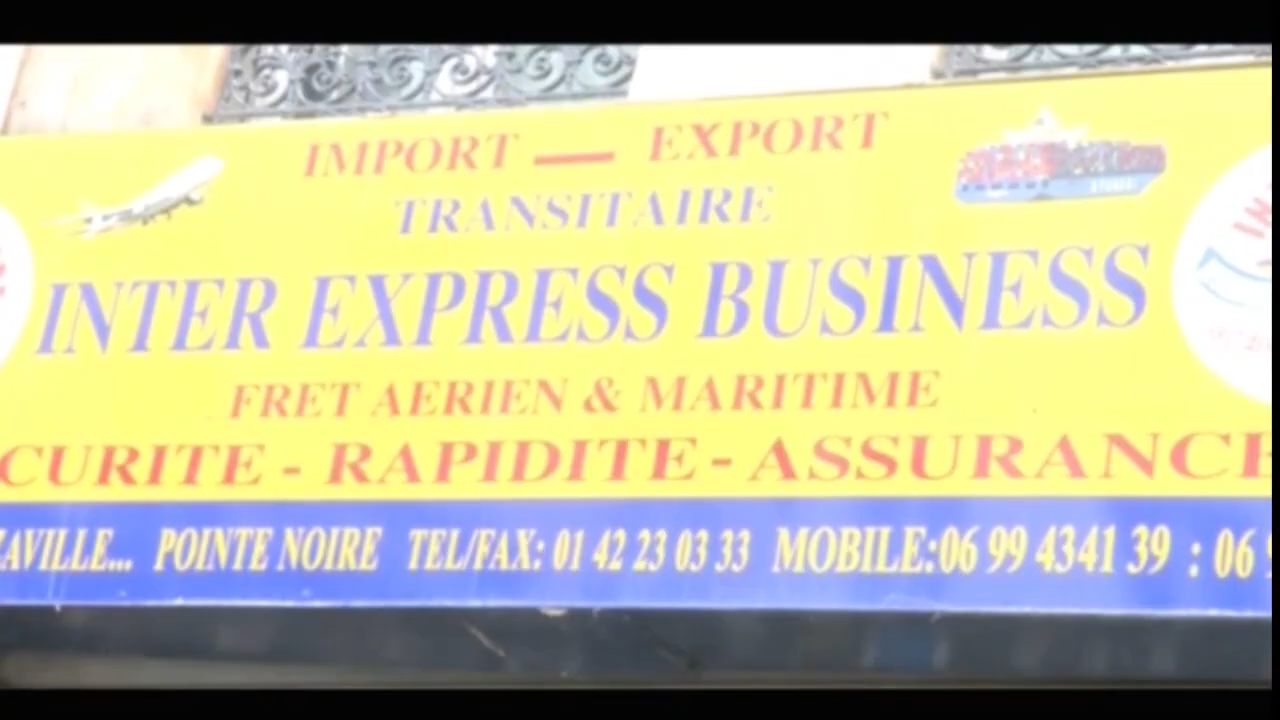 IMPORT — EXPORT
TRANSITAIRE
INTER EXPRESS BUSINESS
FRET AERIEN & MARITIME
CURITE - RAPIDITE - ASSURANCE
ZAVILLE... POINTE NOIRE TEL/FAX: 01 42 23 03 33 MOBILE:06 99 4341 39 : 06